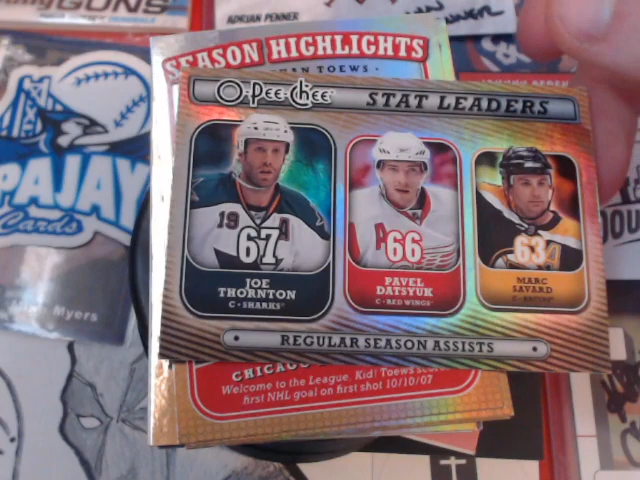 GUNS
ADRIAN PENNER
SEASON HIGHLIGHTS
TOEWS
O-Pee-Chee
STAT LEADERS
PAJAY
Cards
Myers
19 A
67
JOE
THORNTON
C • SHARKS
A
66
PAVEL
DATSYUK
C • RED WINGS
63
MARC
SAVARD
REGULAR SEASON ASSISTS
CHICAGO
Welcome to the League, Kid! Toews
first NHL goal on first shot 10/10/07